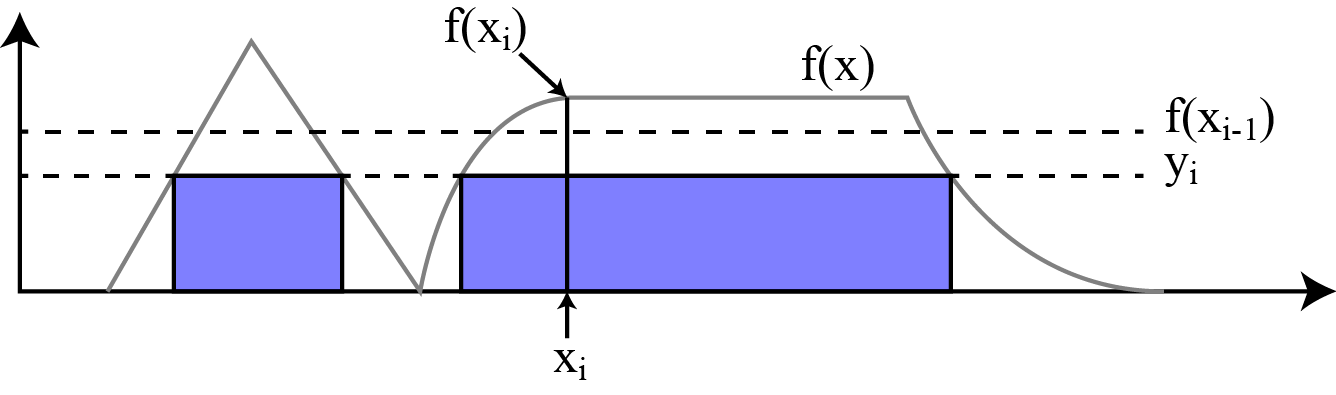 f(xᵢ)
f(x)
f(xᵢ₋₁)
yᵢ
xᵢ